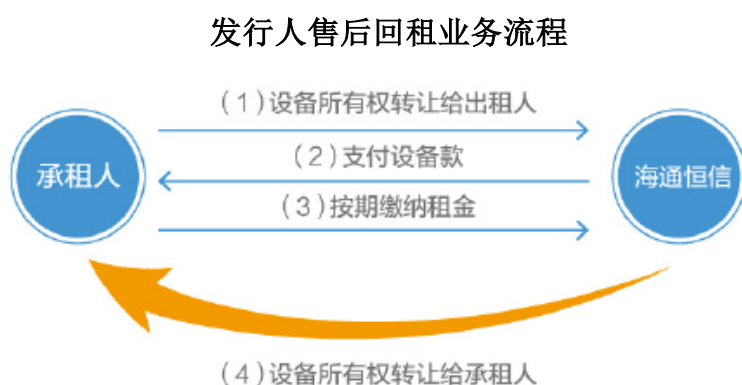 发行人售后回租业务流程
（1）设备所有权转让给出租人
（2）支付设备款
承租人
海通恒信
（3）按期缴纳租金
（4）设备所有权转让给承租人